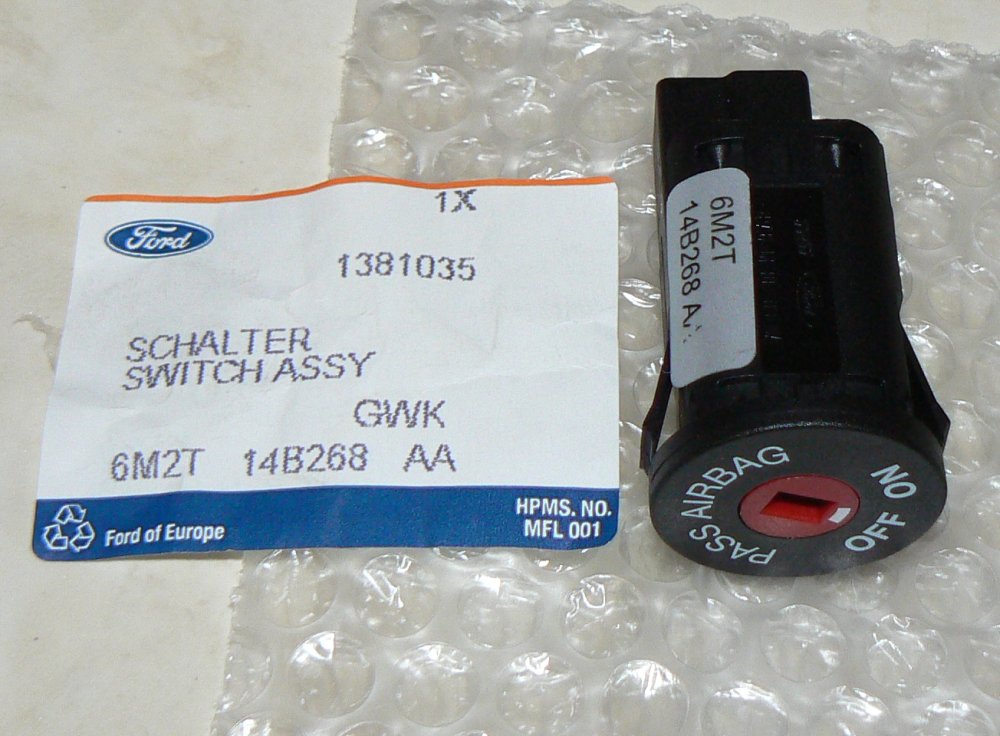 1X
Ford
1381035
SCHALTER
SWITCH ASSY
GWK
6M2T 14B268 AA
Ford of Europe
HPMS. NO.
MFL 001
6M2T
14B268 A
PASS AIRBAG
ON
OFF